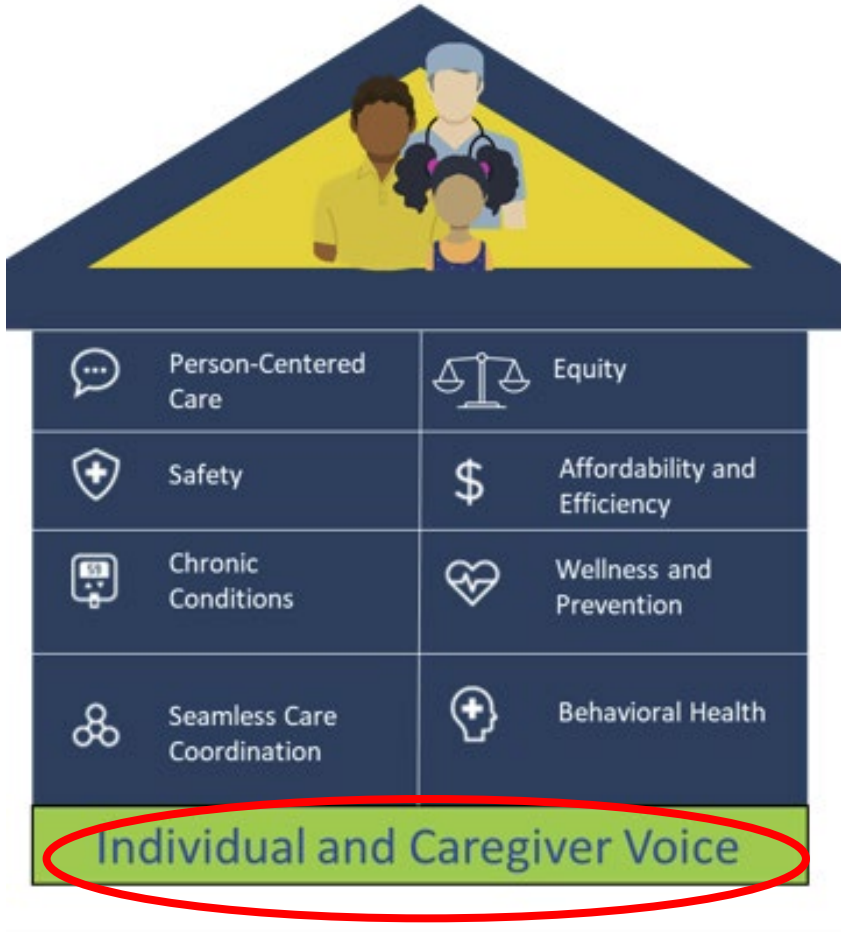 Person-Centered
Care
Equity
Safety
$
Affordability and
Efficiency
Chronic
Conditions
Wellness and
Prevention
Seamless Care
Coordination
Behavioral Health
Individual and Caregiver Voice